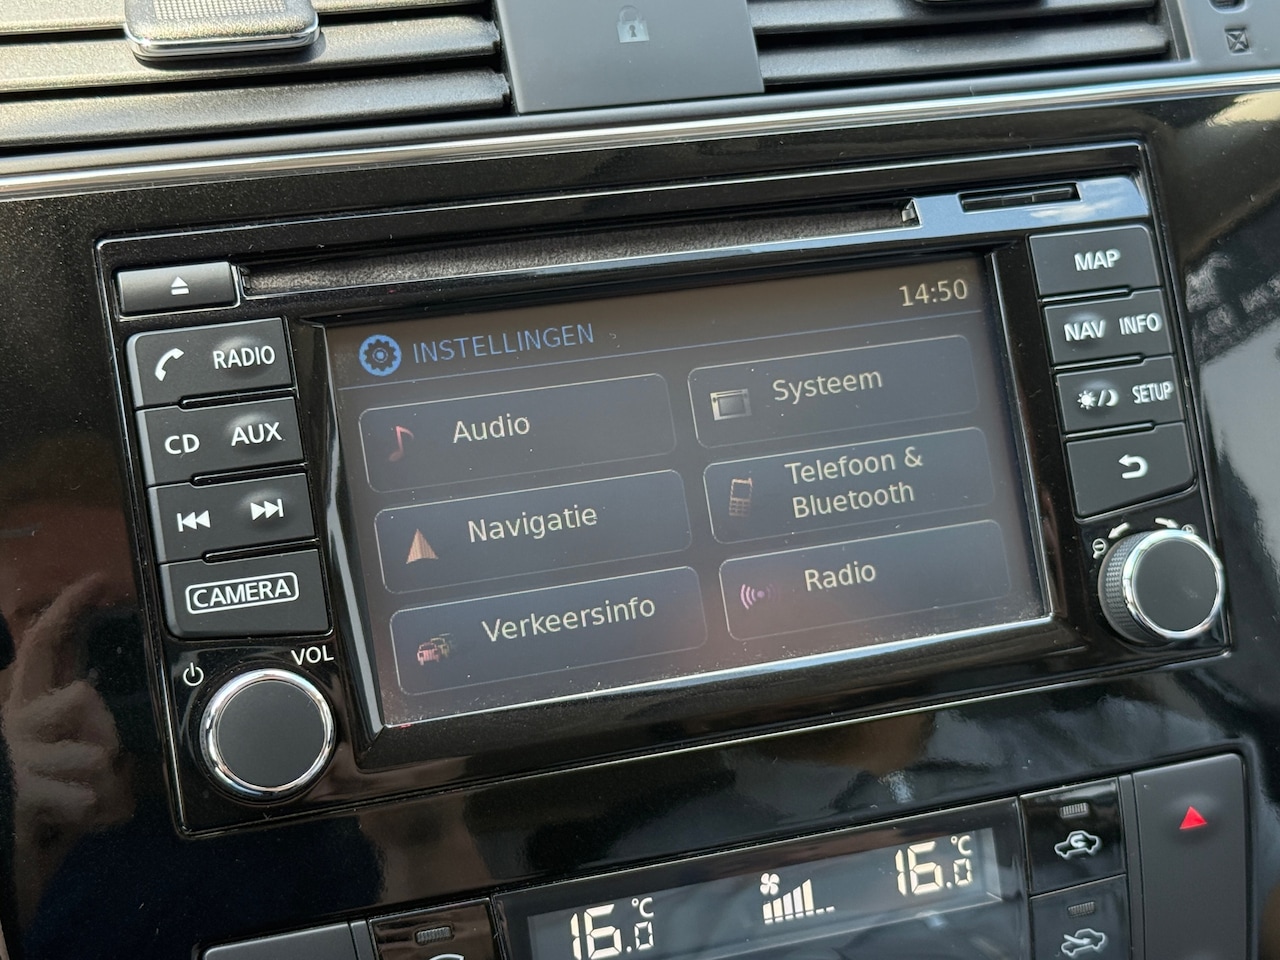 MAP
RADIO
CD AUX
CAMERA
VOL
NAV INFO
SETUP
14:50
INSTELLINGEN
Audio
Systeem
Navigatie
Telefoon &
Bluetooth
Verkeersinfo
Radio
16.0 °C
16.0 °C